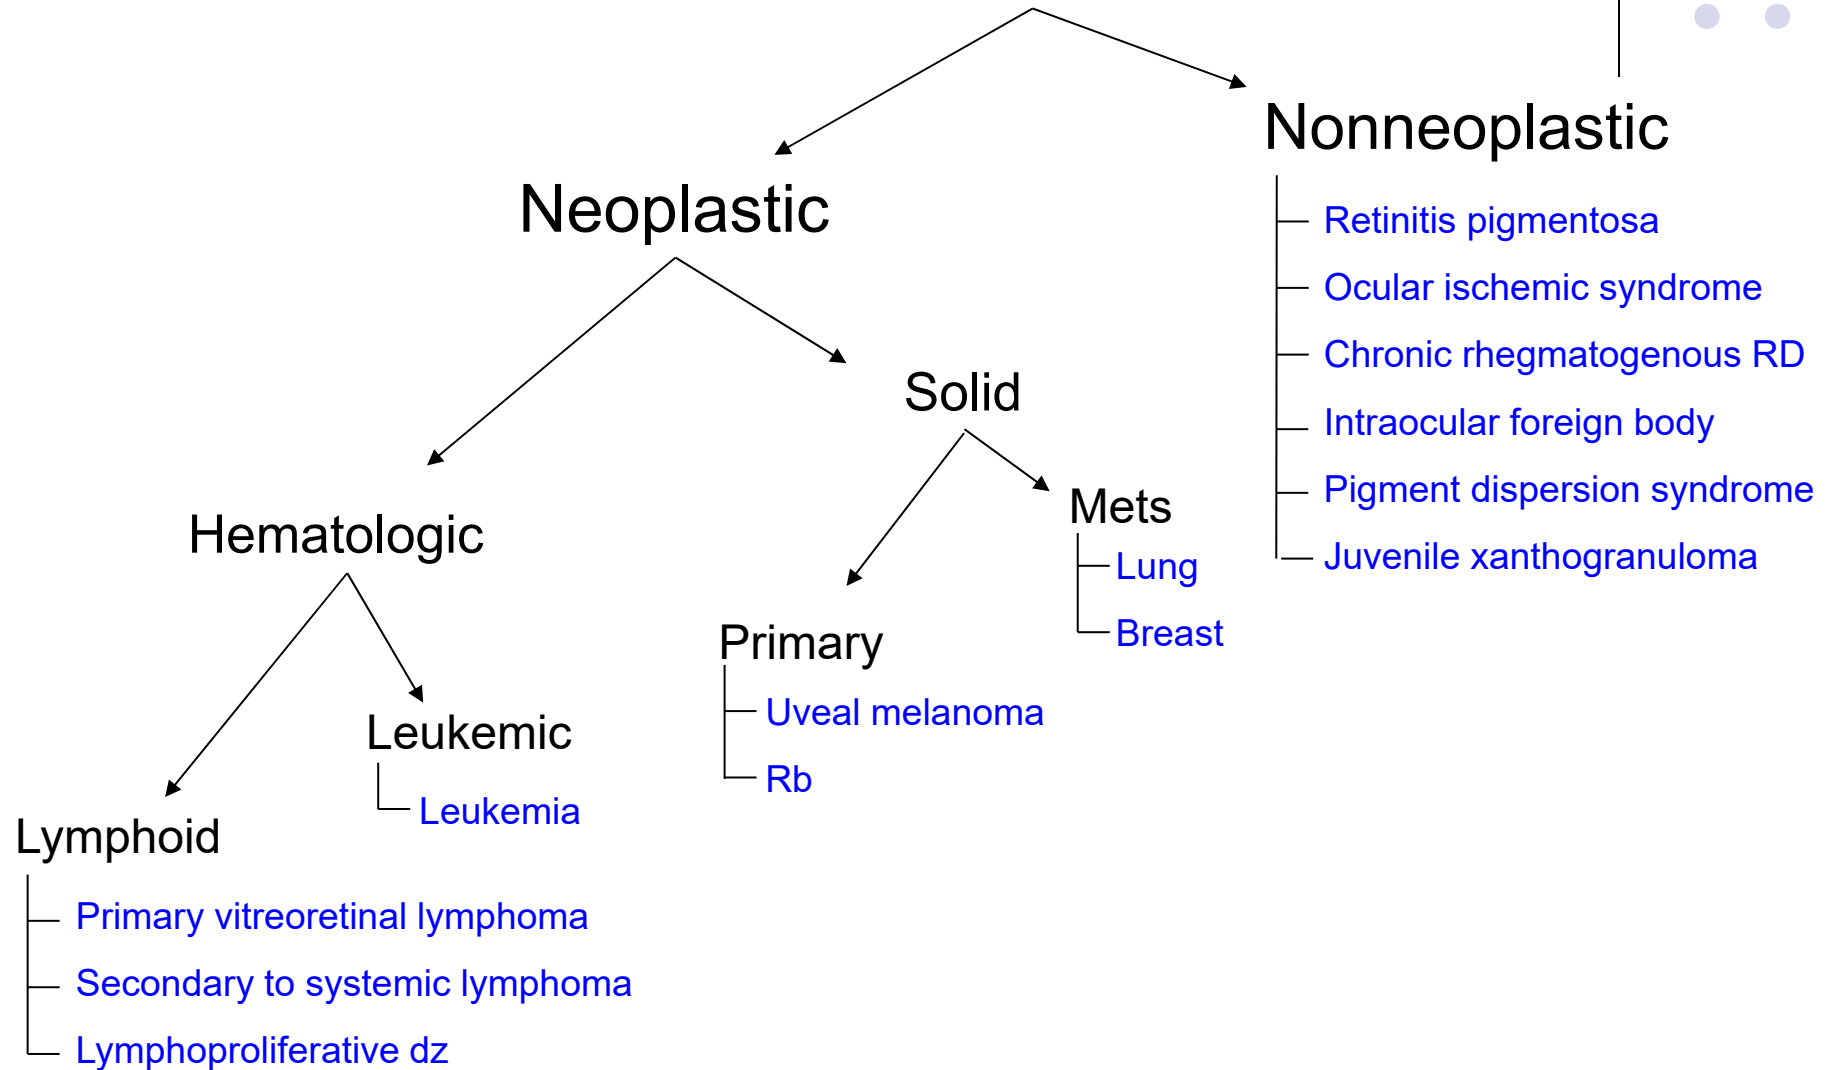 Nonneoplastic
Retinitis pigmentosa
Ocular ischemic syndrome
Chronic rhegmatogenous RD
Intraocular foreign body
Pigment dispersion syndrome
Juvenile xanthogranuloma
Neoplastic
Solid
Mets
Lung
Breast
Primary
Uveal melanoma
Rb
Hematologic
Leukemic
Leukemia
Lymphoid
Primary vitreoretinal lymphoma
Secondary to systemic lymphoma
Lymphoproliferative dz